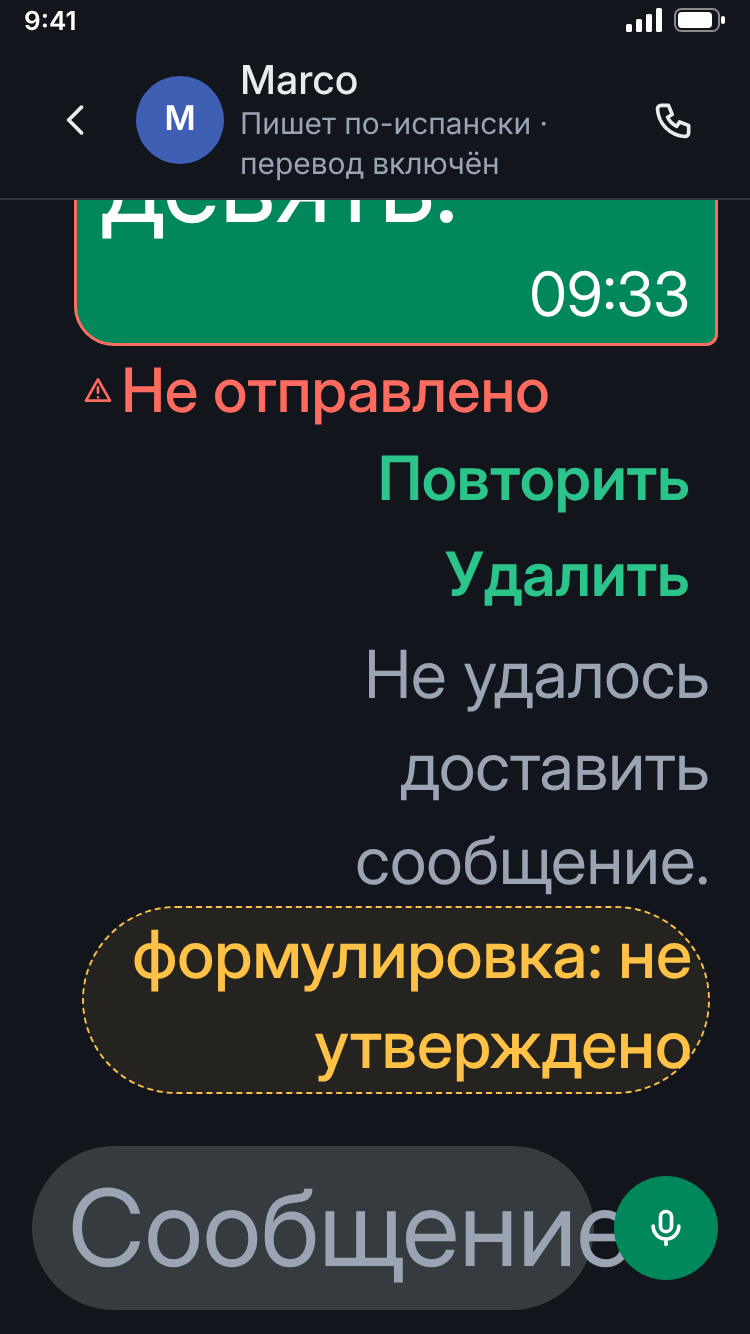 9:41
Marco
M
Пишет по-испански ·
перевод включён
девять.
09:33
Не отправлено
Повторить
Удалить
Не удалось
доставить
сообщение.
формулировка: не
утверждено
Сообщение